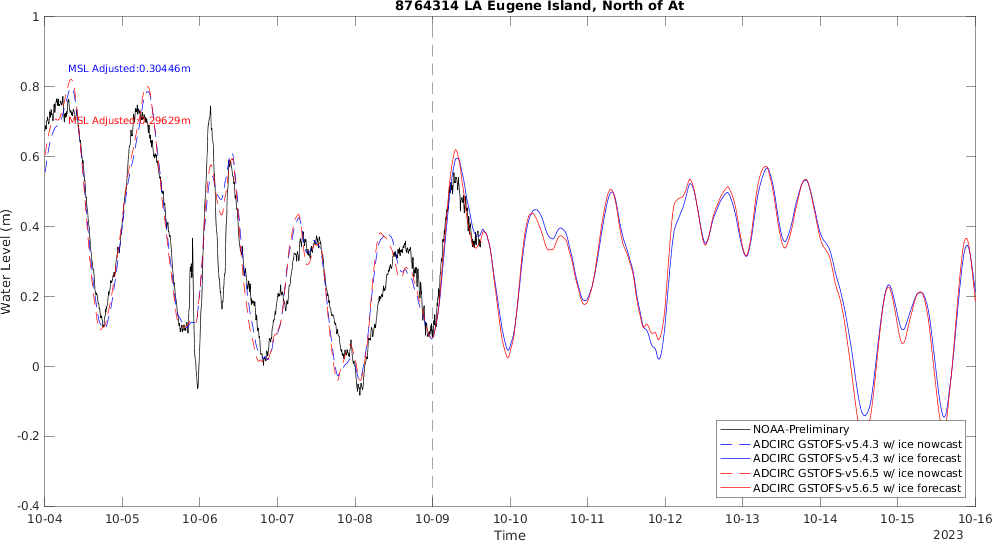 8764314 LA Eugene Island, North of At
MSL Adjusted:0.30446m
MSL Adjusted:0.29629m
Water Level (m)
1
0.8
0.6
0.4
0.2
0
-0.2
-0.4
NOAA-Preliminary
ADCIRC GSTOFS-v5.4.3 w/ ice nowcast
ADCIRC GSTOFS-v5.4.3 w/ ice forecast
ADCIRC GSTOFS-v5.6.5 w/ ice nowcast
ADCIRC GSTOFS-v5.6.5 w/ ice forecast
10-04 10-05 10-06 10-07 10-08 10-09 10-10 10-11 10-12 10-13 10-14 10-15 10-16
Time
2023